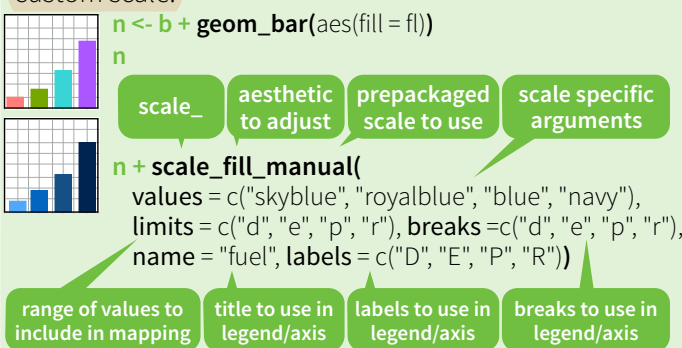 custom scale.
n <- b + geom_bar(aes(fill = fl))
n
scale_
aesthetic
to adjust
prepackaged
scale to use
scale specific
arguments
n + scale_fill_manual(
values = c("skyblue", "royalblue", "blue", "navy"),
limits = c("d", "e", "p", "r"), breaks =c("d", "e", "p", "r"),
name = "fuel", labels = c("D", "E", "P", "R"))
range of values to
include in mapping
title to use in
legend/axis
labels to use in
legend/axis
breaks to use in
legend/axis